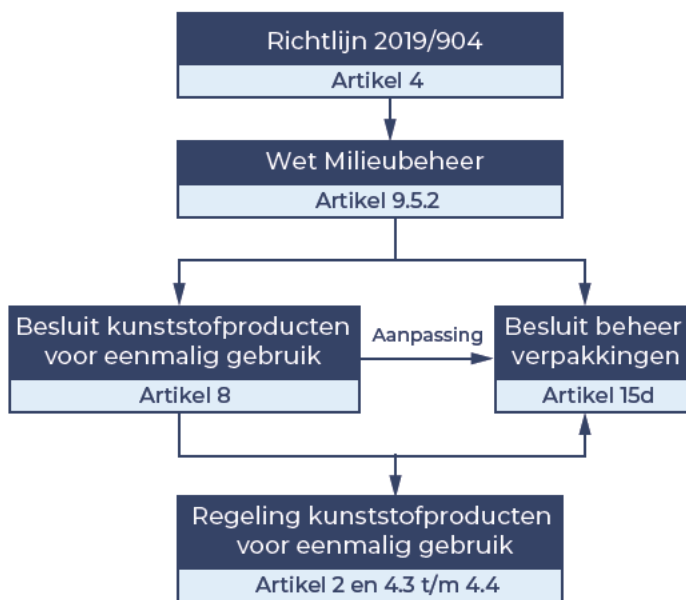 Richtlijn 2019/904
Artikel 4
Wet Milieubeheer
Artikel 9.5.2
Besluit kunststofproducten
voor eenmalig gebruik
Artikel 8
Aanpassing
Besluit beheer
verpakkingen
Artikel 15d
Regeling kunststofproducten
voor eenmalig gebruik
Artikel 2 en 4.3 t/m 4.4